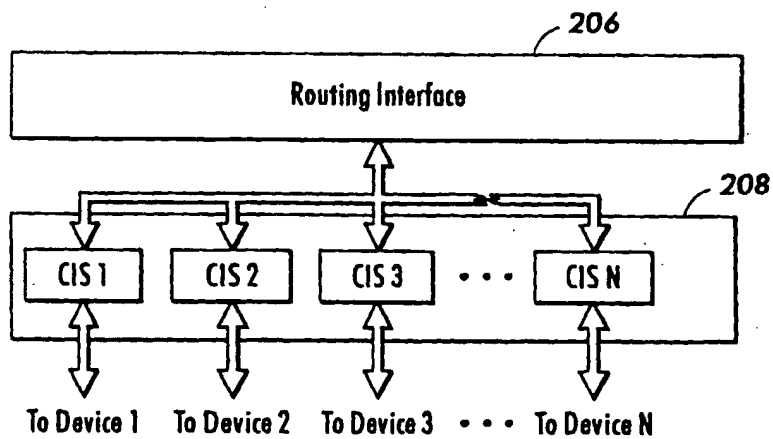 206
Routing Interface
208
CIS 1 CIS 2 CIS 3 • • • CIS N
To Device 1 To Device 2 To Device 3 • • • To Device N